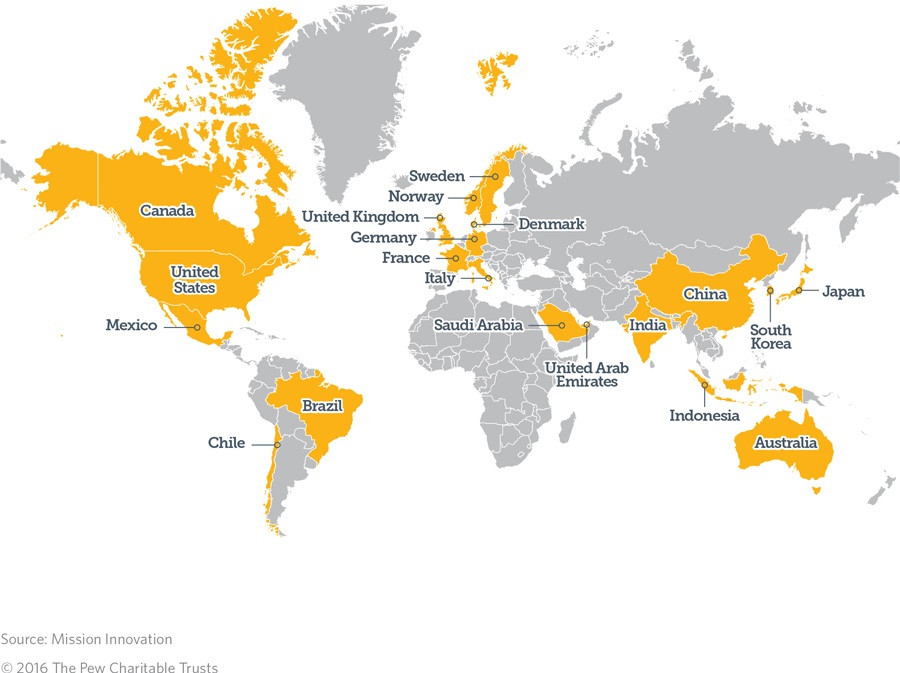 Sweden
Norway
Canada
United Kingdom
Denmark
Germany
France
United
States
Italy
China
Japan
Mexico
Saudi Arabia
India
South
Korea
United Arab
Emirates
Brazil
Indonesia
Chile
Australia
Source: Mission Innovation
© 2016 The Pew Charitable Trusts